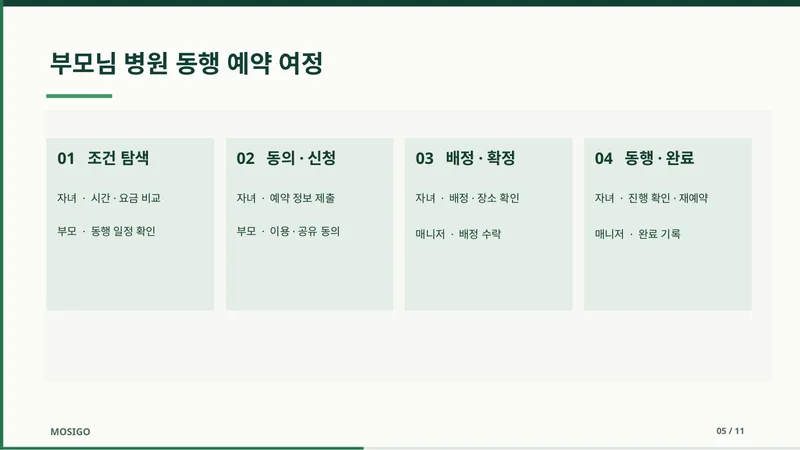 부모님 병원 동행 예약 여정
01 조건 탐색
자녀 · 시간 · 요금 비교
부모 · 동행 일정 확인
02 동의 · 신청
자녀 · 예약 정보 제출
부모 · 이용 · 공유 동의
03 배정 · 확정
자녀 · 배정 · 장소 확인
매니저 · 배정 수락
04 동행 · 완료
자녀 · 진행 확인 · 재예약
매니저 · 완료 기록
MOSIGO
05 / 11